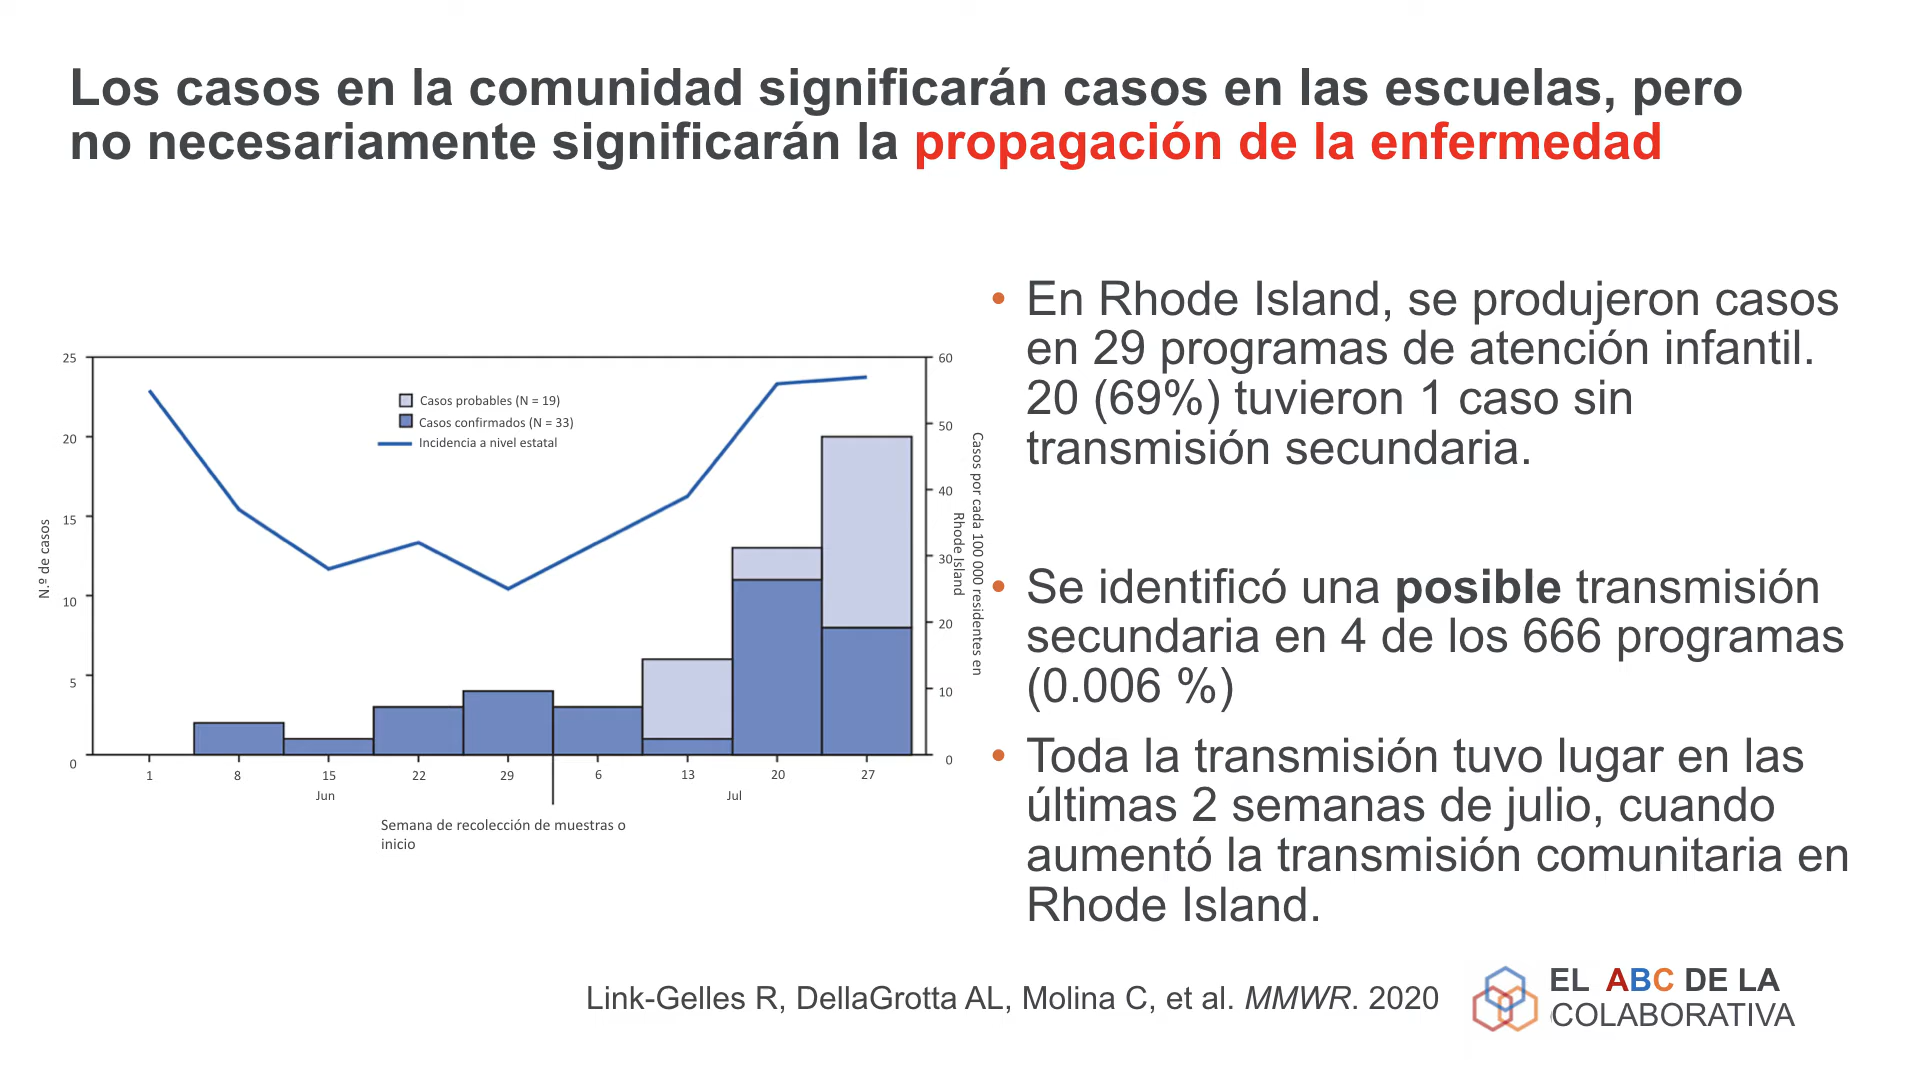 Los casos en la comunidad significarán casos en las escuelas, pero
no necesariamente significarán la propagación de la enfermedad
25
20
15
10
5
0
N.º de casos
Casos probables (N = 19)
Casos confirmados (N = 33)
Incidencia a nivel estatal
60
50
40
30
20
10
0
Casos por cada 100 000 residentes en
Rhode Island
1 8 15 22 29 6 13 20 27
Jun Jul
Semana de recolección de muestras o
inicio
• En Rhode Island, se produjeron casos
en 29 programas de atención infantil.
20 (69%) tuvieron 1 caso sin
transmisión secundaria.
• Se identificó una posible transmisión
secundaria en 4 de los 666 programas
(0.006 %)
• Toda la transmisión tuvo lugar en las
últimas 2 semanas de julio, cuando
aumentó la transmisión comunitaria en
Rhode Island.
Link-Gelles R, DellaGrotta AL, Molina C, et al. MMWR. 2020
EL ABC DE LA
COLABORATIVA